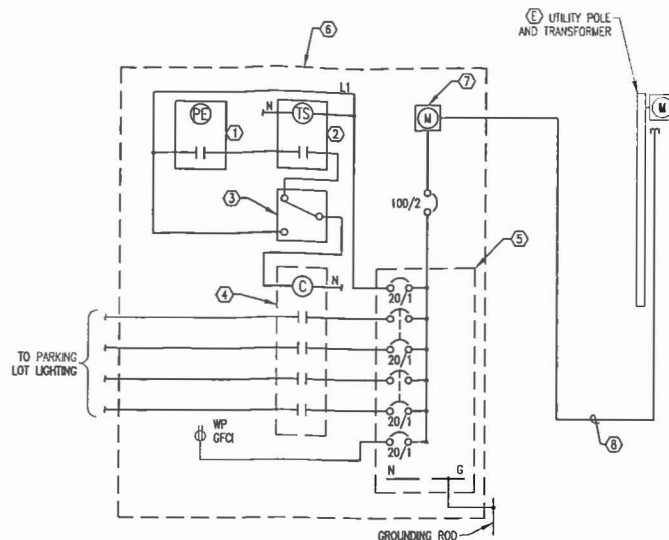 E UTILITY POLE
AND TRANSFORMER
6
M
L1
7
N
PE
TS
M
1
2
100/2
3
5
4
C
N
20/1
20/1
TO PARKING
LOT LIGHTING
20/1
WP
GFCI
20/1
8
N
G
GROUNDING ROD